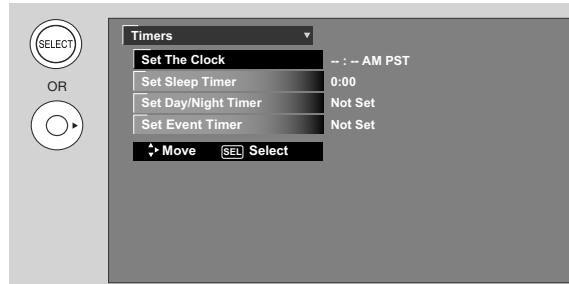 SELECT
OR
Timers
Set The Clock -- : -- AM PST
Set Sleep Timer 0:00
Set Day/Night Timer Not Set
Set Event Timer Not Set
Move SEL Select